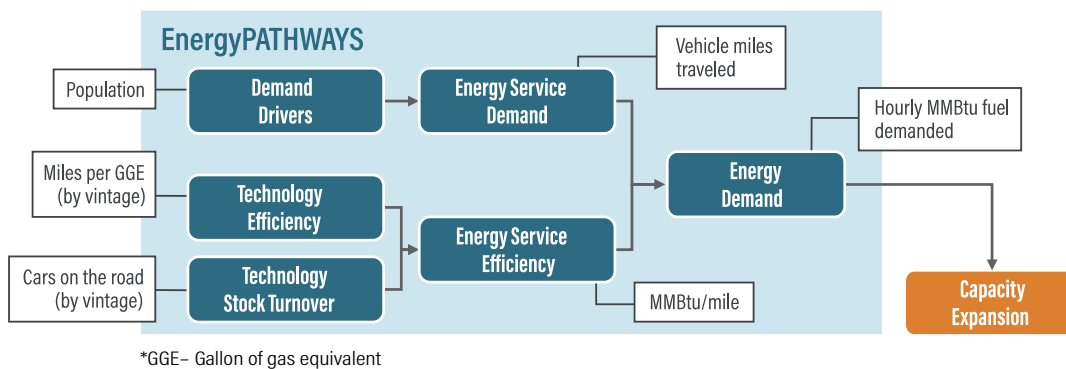 EnergyPATHWAYS
Population
Demand
Drivers
Energy Service
Demand
Vehicle miles
traveled
Miles per GGE
(by vintage)
Technology
Efficiency
Cars on the road
(by vintage)
Technology
Stock Turnover
Energy Service
Efficiency
MMBtu/mile
Energy
Demand
Hourly MMBtu fuel
demanded
Capacity
Expansion
*GGE– Gallon of gas equivalent